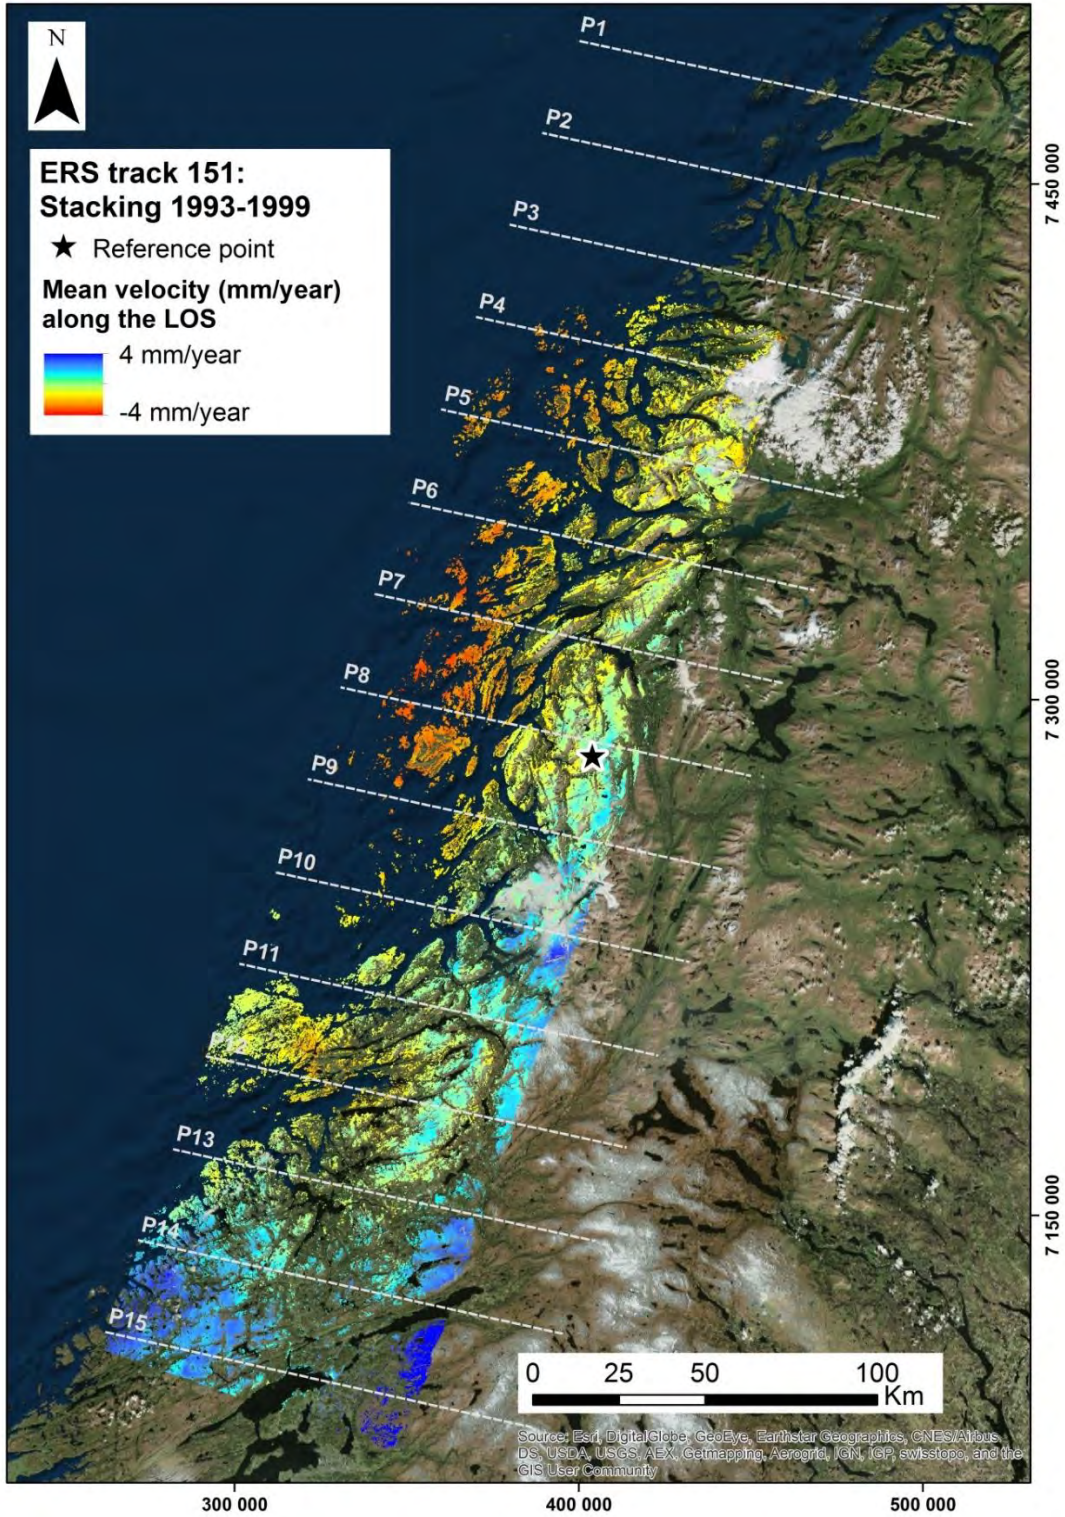 N
ERS track 151:
Stacking 1993-1999
Reference point
Mean velocity (mm/year)
along the LOS
4 mm/year
-4 mm/year
P1
P2
P3
P4
P5
P6
P7
P8
P9
P10
P11
P12
P13
P14
P15
7 450 000
7 300 000
7 150 000
0 25 50 100
Km
Source: Esri, DigitalGlobe, GeoEye, Earthstar Geographics, CNES/Airbus
DS, USDA, USGS, AEX, Getmapping, Aerogrid, IGN, IGP, swisstopo, and the
GIS User Community
300 000 400 000 500 000